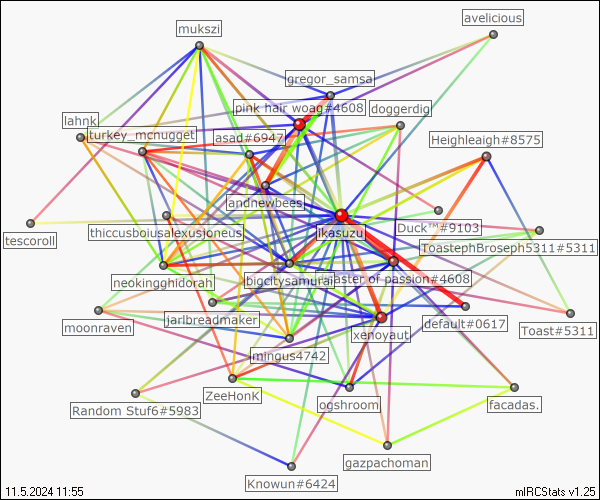 avelicious
mukszi
gregor_samsa
pink hair woag#4608
doggerdig
lahnk
turkey_mcnugget
asad#6947
Heighleaigh#8575
andnewbees
Duck™#9103
tescoroll
thiccusboiusalexusjoneus
ikasuzu
ToastephBroseph5311#5311
neokingghidorah
bigcitysamurai
aster of passion#4608
moonraven
jarlbreadmaker
default#0617
Toast#5311
xenoyaut
mingus4742
Random Stuf6#5983
ZeeHonK
ogshroom
facadas.
gazpachoman
Knowun#6424
11.5.2024 11:55
mIRCStats v1.25